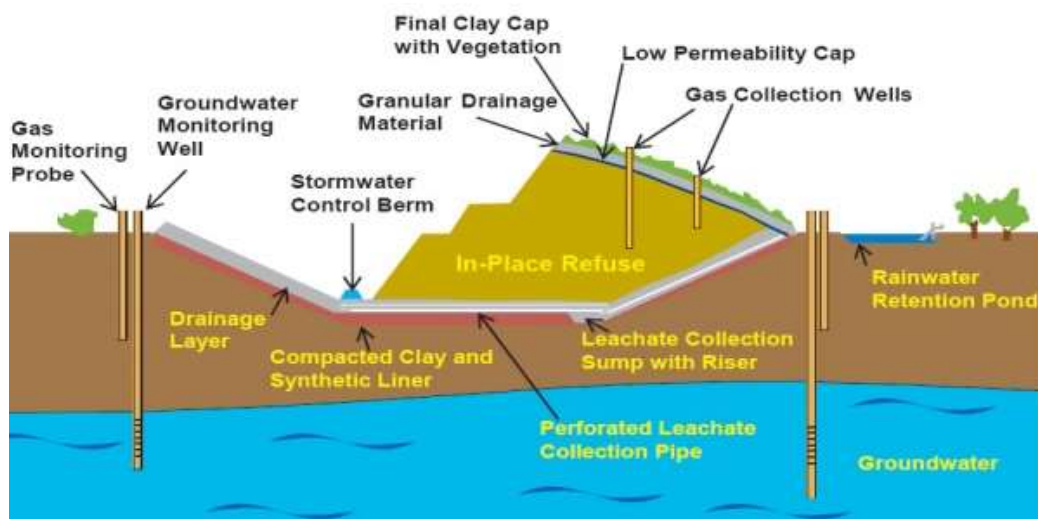 Final Clay Cap
with Vegetation
Low Permeability Cap
Granular Drainage
Material
Gas Collection Wells
Groundwater
Monitoring
Well
Gas
Monitoring
Probe
Stormwater
Control Berm
In-Place Refuse
Rainwater
Retention Pond
Drainage
Layer
Compacted Clay and
Synthetic Liner
Leachate Collection
Sump with Riser
Perforated Leachate
Collection Pipe
Groundwater